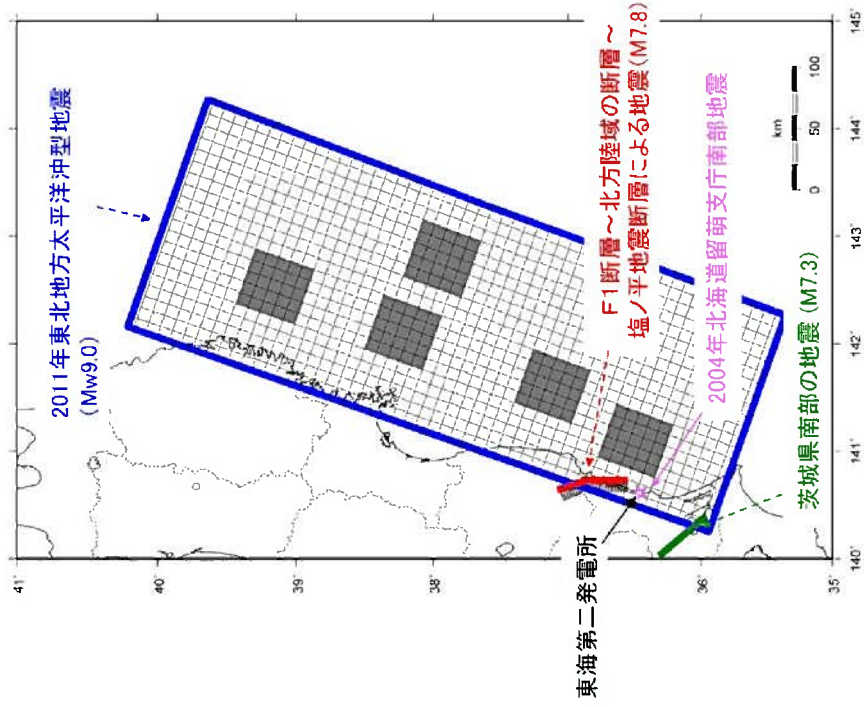 2011年東北地方太平洋沖型地震
(Mw9.0)
F1断層～北方陸域の断層～
塩ノ平地震断層による地震(M7.8)
2004年北海道留萌支庁南部地震
茨城県南部の地震(M7.3)
東海第二発電所
km
0 50 100
41
40
39
38
36
35
140°
141°
142°
143°
144°
145°